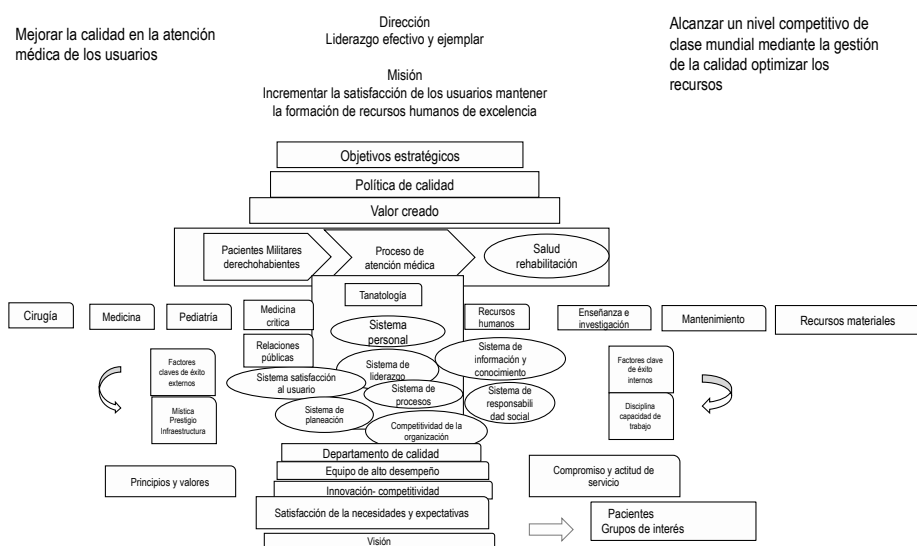 Mejorar la calidad en la atención
médica de los usuarios
Dirección
Liderazgo efectivo y ejemplar
Misión
Incrementar la satisfacción de los usuarios mantener
la formación de recursos humanos de excelencia
Alcanzar un nivel competitivo de
clase mundial mediante la gestión
de la calidad optimizar los
recursos
Objetivos estratégicos
Política de calidad
Valor creado
Pacientes Militares
derechohabientes
Proceso de
atención médica
Salud
rehabilitación
Cirugía
Medicina
Pediatría
Medicina
critica
Tanatología
Recursos
humanos
Enseñanza e
investigación
Mantenimiento
Recursos materiales
Relaciones
públicas
Sistema
personal
Sistema de
información y
conocimiento
Factores
claves de éxito
externos
Sistema satisfacción
al usuario
Sistema de
liderazgo
Factores clave
de éxito
internos
Sistema de
procesos
Sistema de
responsabili
dad social
Mística
Prestigio
Infraestructura
Sistema de
planeación
Competitividad de la
organización
Disciplina
capacidad de
trabajo
Departamento de calidad
Equipo de alto desempeño
Innovación- competitividad
Principios y valores
Compromiso y actitud de
servicio
Satisfacción de la necesidades y expectativas
Visión
Pacientes
Grupos de interés